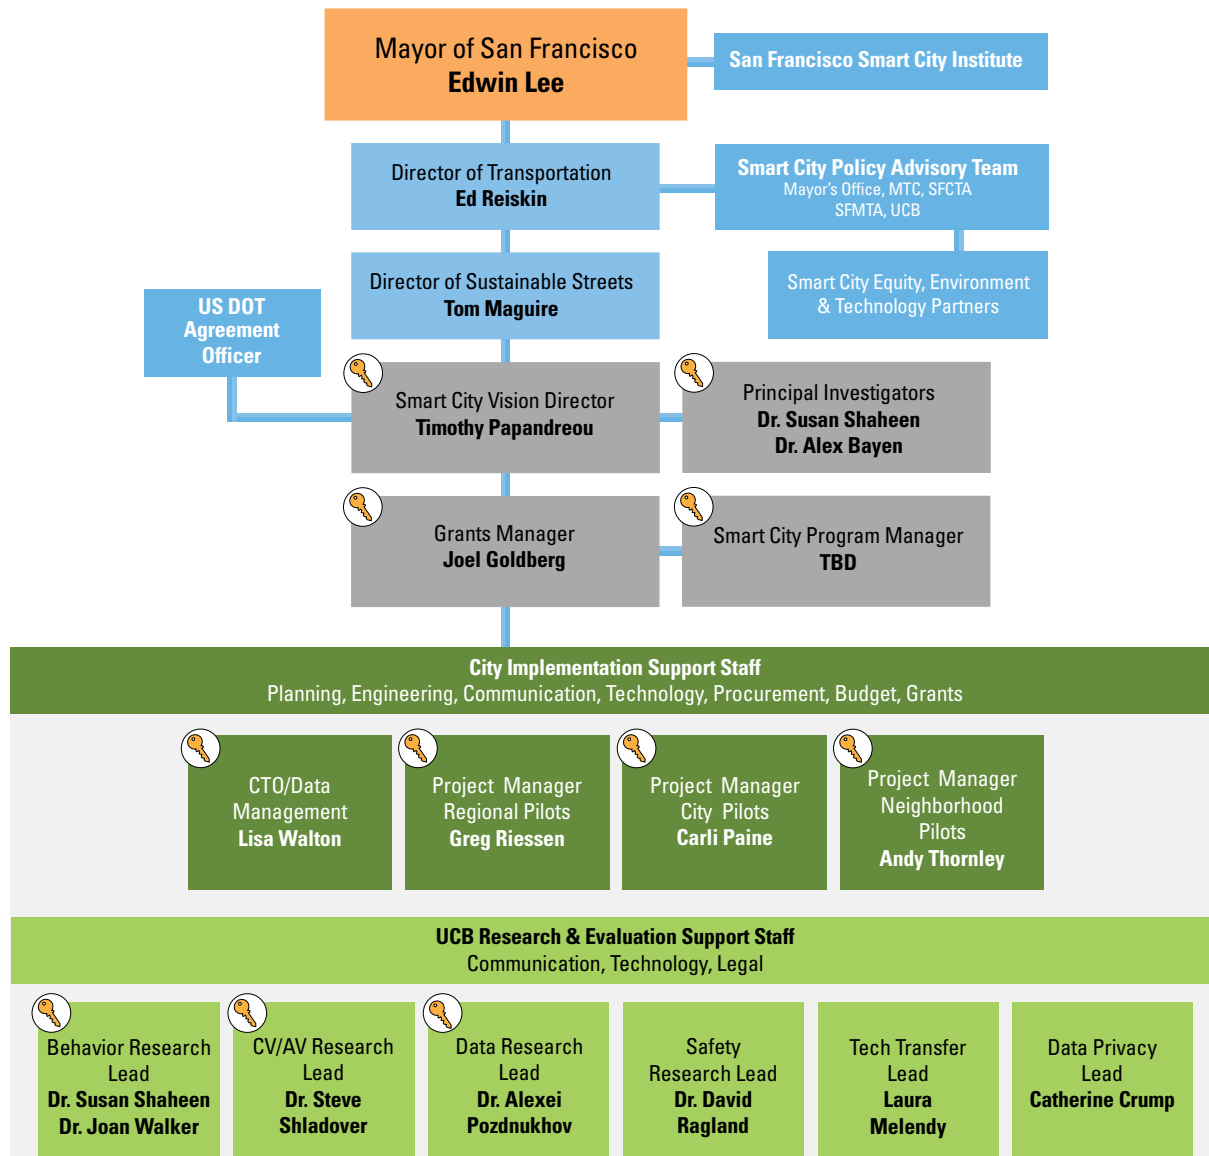 Mayor of San Francisco
Edwin Lee
San Francisco Smart City Institute
Director of Transportation
Ed Reiskin
Smart City Policy Advisory Team
Mayor's Office, MTC, SFCTA
SFMTA, UCB
Director of Sustainable Streets
Tom Maguire
Smart City Equity, Environment
& Technology Partners
US DOT
Agreement
Officer
Smart City Vision Director
Timothy Papandreou
Principal Investigators
Dr. Susan Shaheen
Dr. Alex Bayen
Grants Manager
Joel Goldberg
Smart City Program Manager
TBD
City Implementation Support Staff
Planning, Engineering, Communication, Technology, Procurement, Budget, Grants
CTO/Data
Management
Lisa Walton
Project Manager
Regional Pilots
Greg Riessen
Project Manager
City Pilots
Carli Paine
Project Manager
Neighborhood
Pilots
Andy Thornley
UCB Research & Evaluation Support Staff
Communication, Technology, Legal
Behavior Research
Lead
Dr. Susan Shaheen
Dr. Joan Walker
CV/AV Research
Lead
Dr. Steve
Shladover
Data Research
Lead
Dr. Alexei
Pozdnukhov
Safety
Research Lead
Dr. David
Ragland
Tech Transfer
Lead
Laura
Melendy
Data Privacy
Lead
Catherine Crump